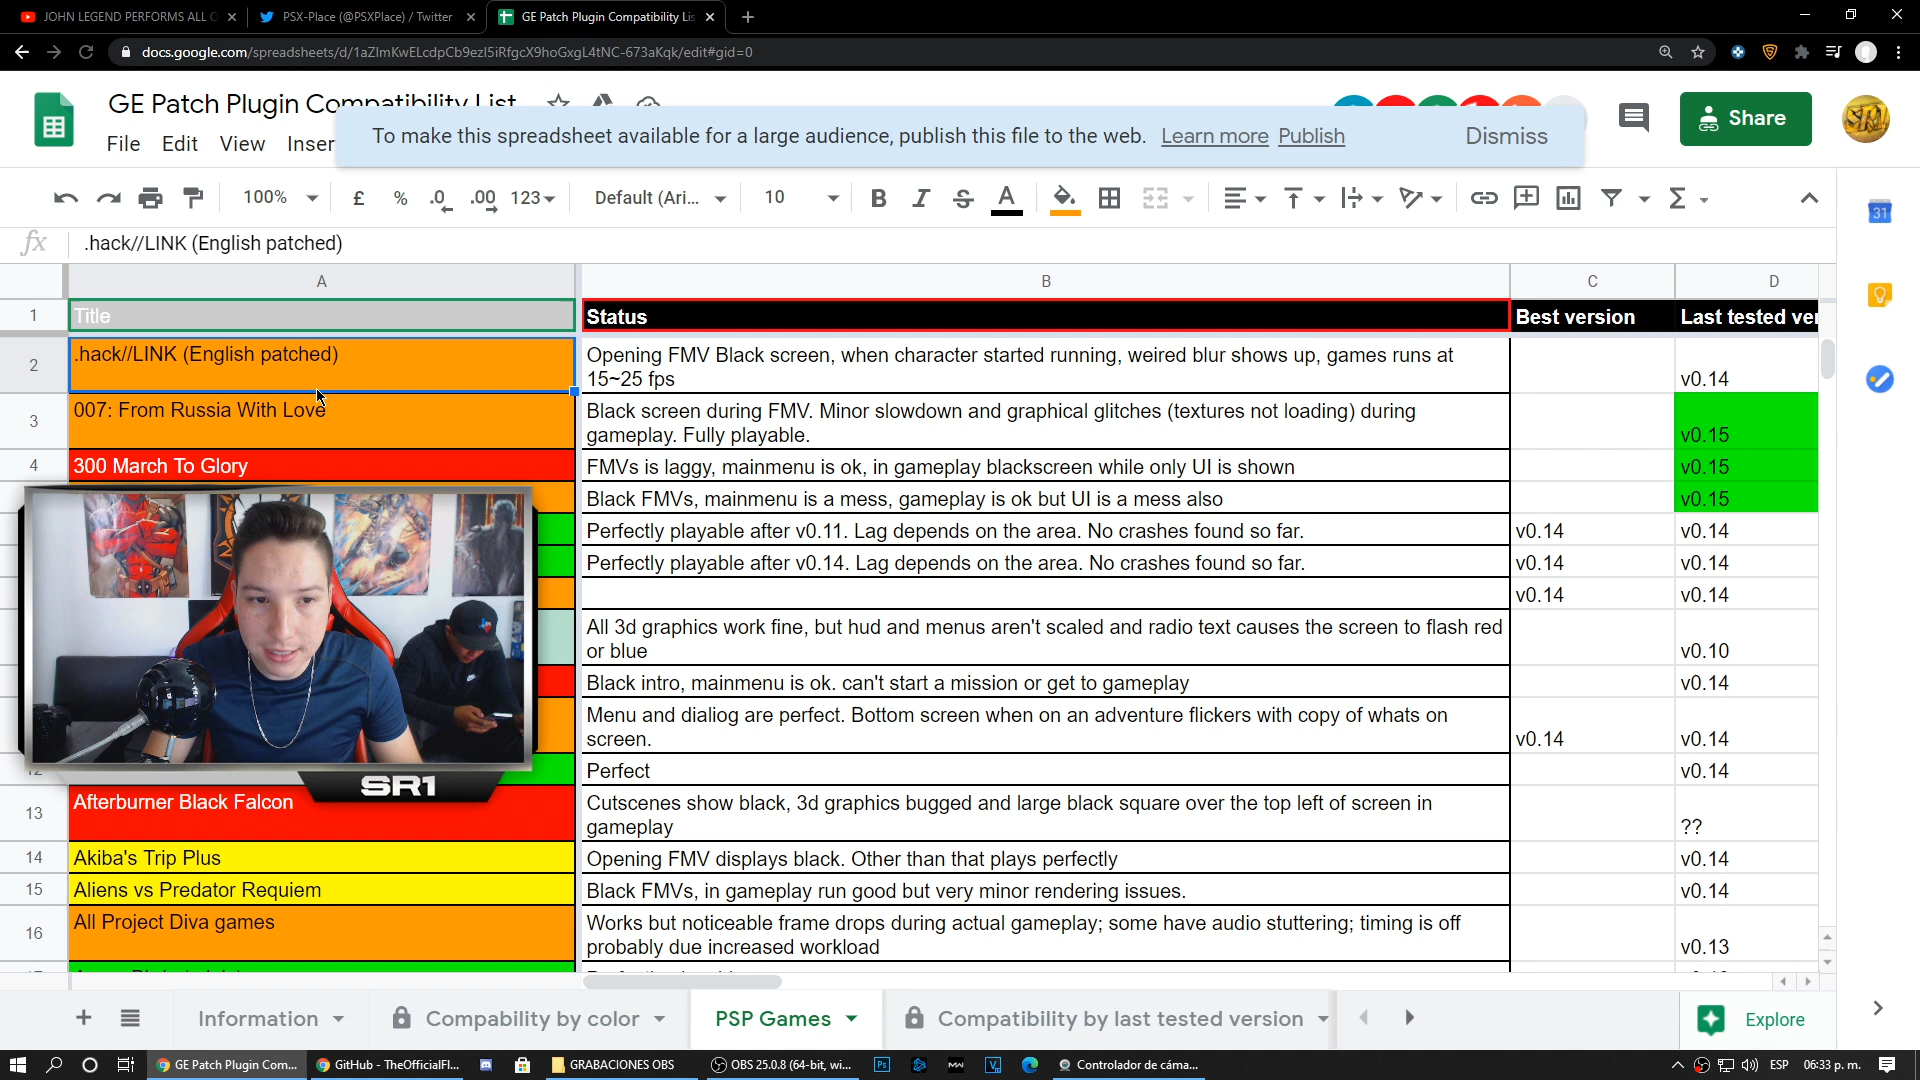 JOHN LEGEND PERFORMS ALL
PSX-Place (@PSXPlace) / Twitter
GE Patch Plugin Compatibility Lis
docs.google.com/spreadsheets/d/1aZImKwELcdpCb9ezI5iRfgcX9hoGxgL4tNC-673aKqk/edit#gid=0
GE Patch Plugin Compatibility List
To make this spreadsheet available for a large audience, publish this file to the web. Learn more Publish Dismiss
File Edit View Inser
Share
SR1
100% £ % .0 .00 123 Default (Ari... 10 B I S A Σ
31
fx .hack//LINK (English patched)
A B C D
1 Title Status Best version Last tested ver
2 .hack//LINK (English patched) Opening FMV Black screen, when character started running, weired blur shows up, games runs at
15~25 fps v0.14
3 007: From Russia With Love Black screen during FMV. Minor slowdown and graphical glitches (textures not loading) during
gameplay. Fully playable. v0.15
4 300 March To Glory FMVs is laggy, mainmenu is ok, in gameplay blackscreen while only UI is shown v0.15
Black FMVs, mainmenu is a mess, gameplay is ok but UI is a mess also v0.15
Perfectly playable after v0.11. Lag depends on the area. No crashes found so far. v0.14 v0.14
Perfectly playable after v0.14. Lag depends on the area. No crashes found so far. v0.14 v0.14
v0.14 v0.14
All 3d graphics work fine, but hud and menus aren't scaled and radio text causes the screen to flash red
or blue v0.10
Black intro, mainmenu is ok. can't start a mission or get to gameplay v0.14
Menu and dialiog are perfect. Bottom screen when on an adventure flickers with copy of whats on
screen. v0.14 v0.14
Perfect v0.14
SR1
13 Afterburner Black Falcon Cutscenes show black, 3d graphics bugged and large black square over the top left of screen in
gameplay ??
14 Akiba's Trip Plus Opening FMV displays black. Other than that plays perfectly v0.14
15 Aliens vs Predator Requiem Black FMVs, in gameplay run good but very minor rendering issues. v0.14
16 All Project Diva games Works but noticeable frame drops during actual gameplay; some have audio stuttering; timing is off
probably due increased workload v0.13
Information Compability by color PSP Games Compatibility by last tested version Explore
GE Patch Plugin Com... GitHub - TheOfficialFl... GRABACIONES OBS OBS 25.0.8 (64-bit, wi... Ps MW V Controlador de cáma... ESP 06:33 p. m.